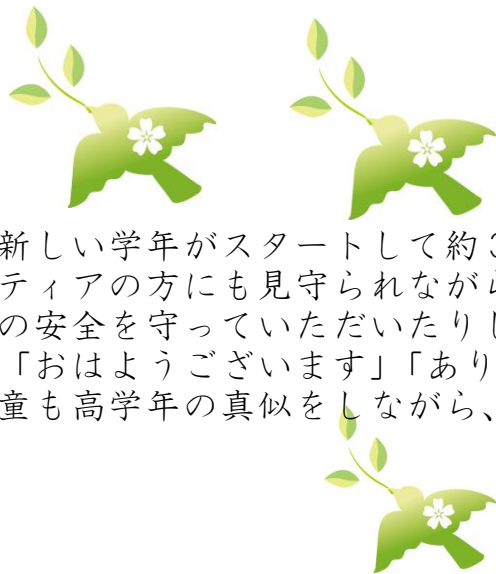 新しい学年がスタートして約３
ティアの方にも見守られなが
の安全を守っていただいたりし
「おはようございます」「あり
童も高学年の真似をしながら、